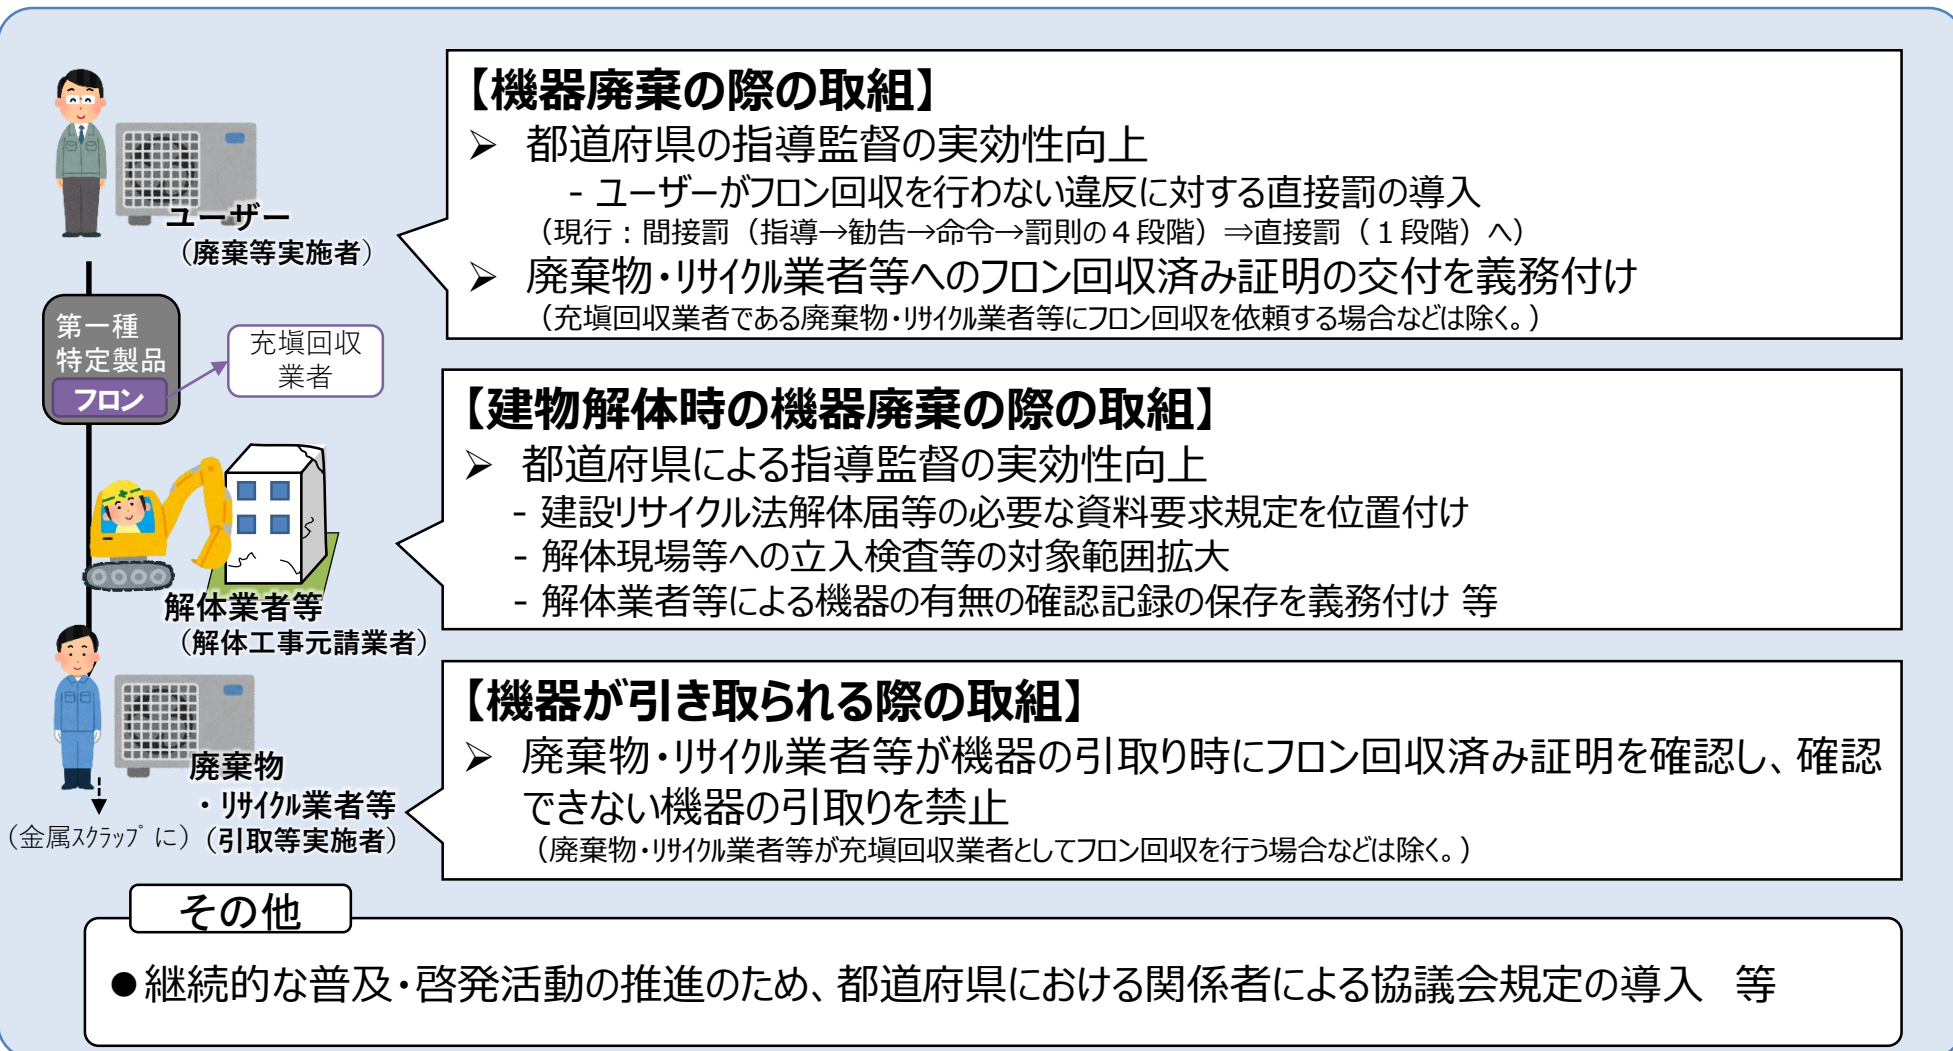 ユーザー
（廃棄等実施者）
第一種
特定製品
フロン
充塡回収
業者
解体業者等
（解体工事元請業者）
廃棄物
・リサイクル業者等
（引取等実施者）
（金属スクラップに）
【機器廃棄の際の取組】
➢ 都道府県の指導監督の実効性向上
- ユーザーがフロン回収を行わない違反に対する直接罰の導入
（現行：間接罰（指導→勧告→命令→罰則の４段階）⇒直接罰（１段階）へ）
➢ 廃棄物・リサイクル業者等へのフロン回収済み証明の交付を義務付け
（充塡回収業者である廃棄物・リサイクル業者等にフロン回収を依頼する場合などは除く。）
【建物解体時の機器廃棄の際の取組】
➢ 都道府県による指導監督の実効性向上
- 建設リサイクル法解体届等の必要な資料要求規定を位置付け
- 解体現場等への立入検査等の対象範囲拡大
- 解体業者等による機器の有無の確認記録の保存を義務付け 等
【機器が引き取られる際の取組】
➢ 廃棄物・リサイクル業者等が機器の引取り時にフロン回収済み証明を確認し、確認
できない機器の引取りを禁止
（廃棄物・リサイクル業者等が充塡回収業者としてフロン回収を行う場合などは除く。）
その他
●継続的な普及・啓発活動の推進のため、都道府県における関係者による協議会規定の導入　等